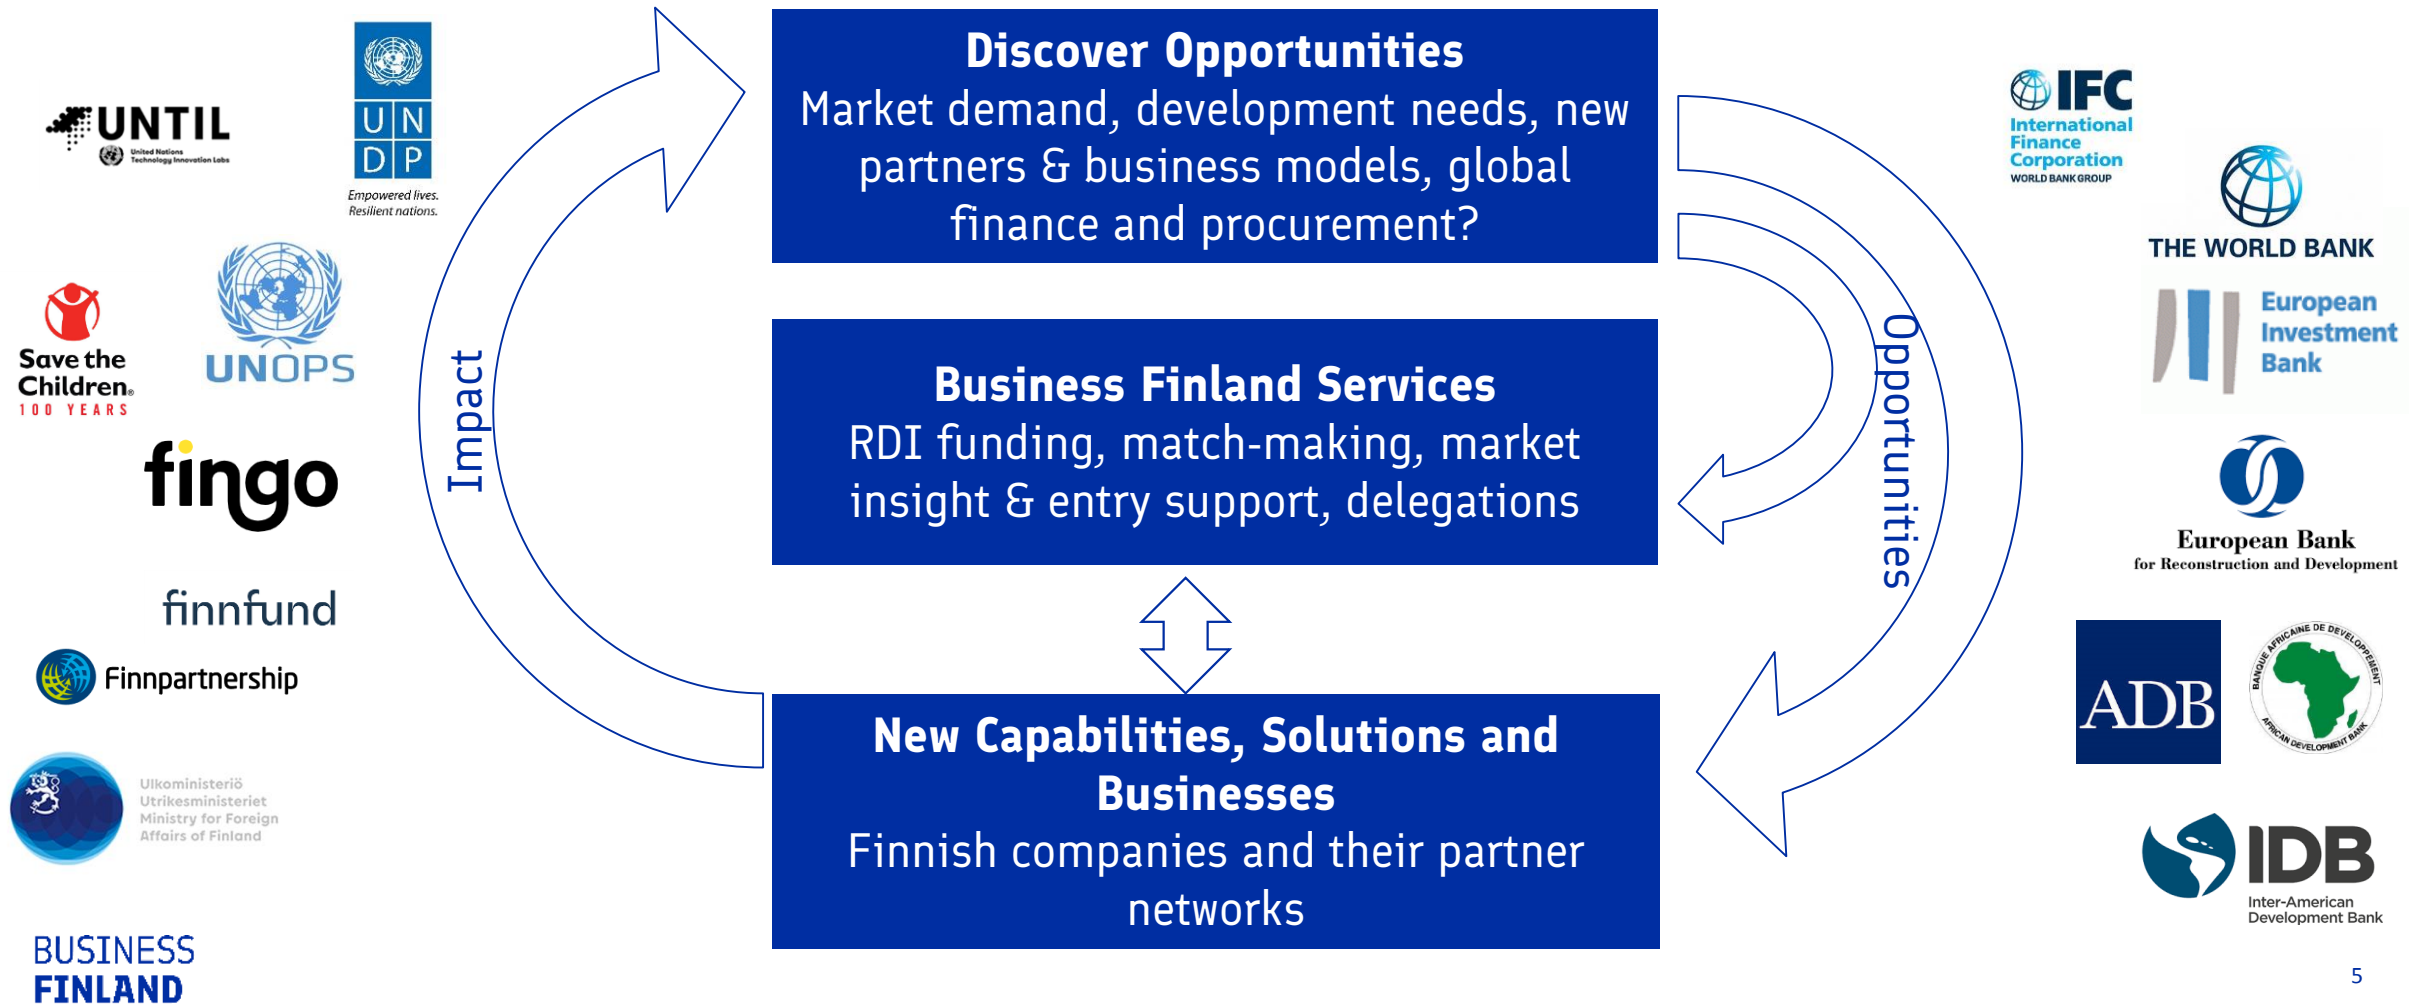 UNTIL
United Nations
Technology Innovation Labs
U N
D P
Empowered lives.
Resilient nations.
UNOPS
Save the
Children®
100 YEARS
fingo
finnfund
Finnpartnership
Ulkoministeriö
Utrikesministeriet
Ministry for Foreign
Affairs of Finland
BUSINESS
FINLAND
Impact
Discover Opportunities
Market demand, development needs, new
partners & business models, global
finance and procurement?
Business Finland Services
RDI funding, match-making, market
insight & entry support, delegations
New Capabilities, Solutions and
Businesses
Finnish companies and their partner
networks
Opportunities
IFC
International
Finance
Corporation
WORLD BANK GROUP
THE WORLD BANK
European
Investment
Bank
European Bank
for Reconstruction and Development
ADB
BANQUE AFRICAINE DE DEVELOPPEMENT
AFRICAN DEVELOPMENT BANK
IDB
Inter-American
Development Bank
5